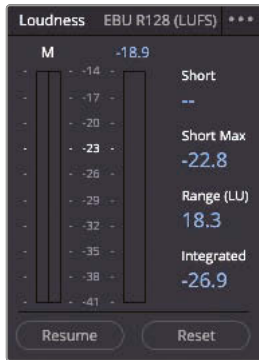 Loudness EBU R128 (LUFS) •••
M -18.9
-14
-17
-20
-23
-26
-29
-32
-35
-38
-41
Short
--
Short Max
-22.8
Range (LU)
18.3
Integrated
-26.9
Resume Reset